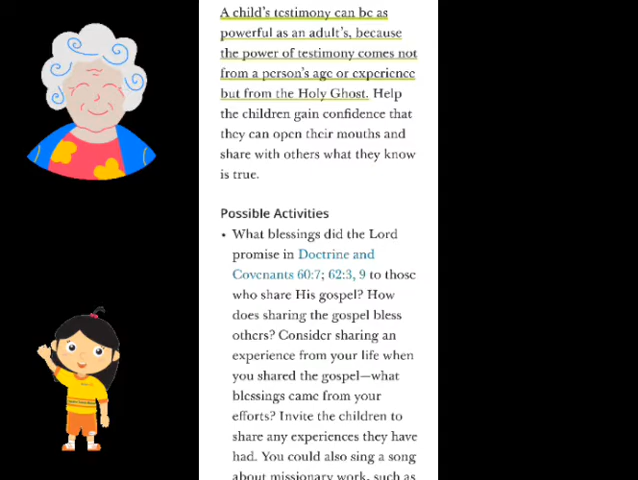 A child's testimony can be as
powerful as an adult's, because
the power of testimony comes not
from a person's age or experience
but from the Holy Ghost. Help
the children gain confidence that
they can open their mouths and
share with others what they know
is true.
Possible Activities
• What blessings did the Lord
promise in Doctrine and
Covenants 60:7; 62:3, 9 to those
who share His gospel? How
does sharing the gospel bless
others? Consider sharing an
experience from your life when
you shared the gospel—what
blessings came from your
efforts? Invite the children to
share any experiences they have
had. You could also sing a song
about missionary work, such as